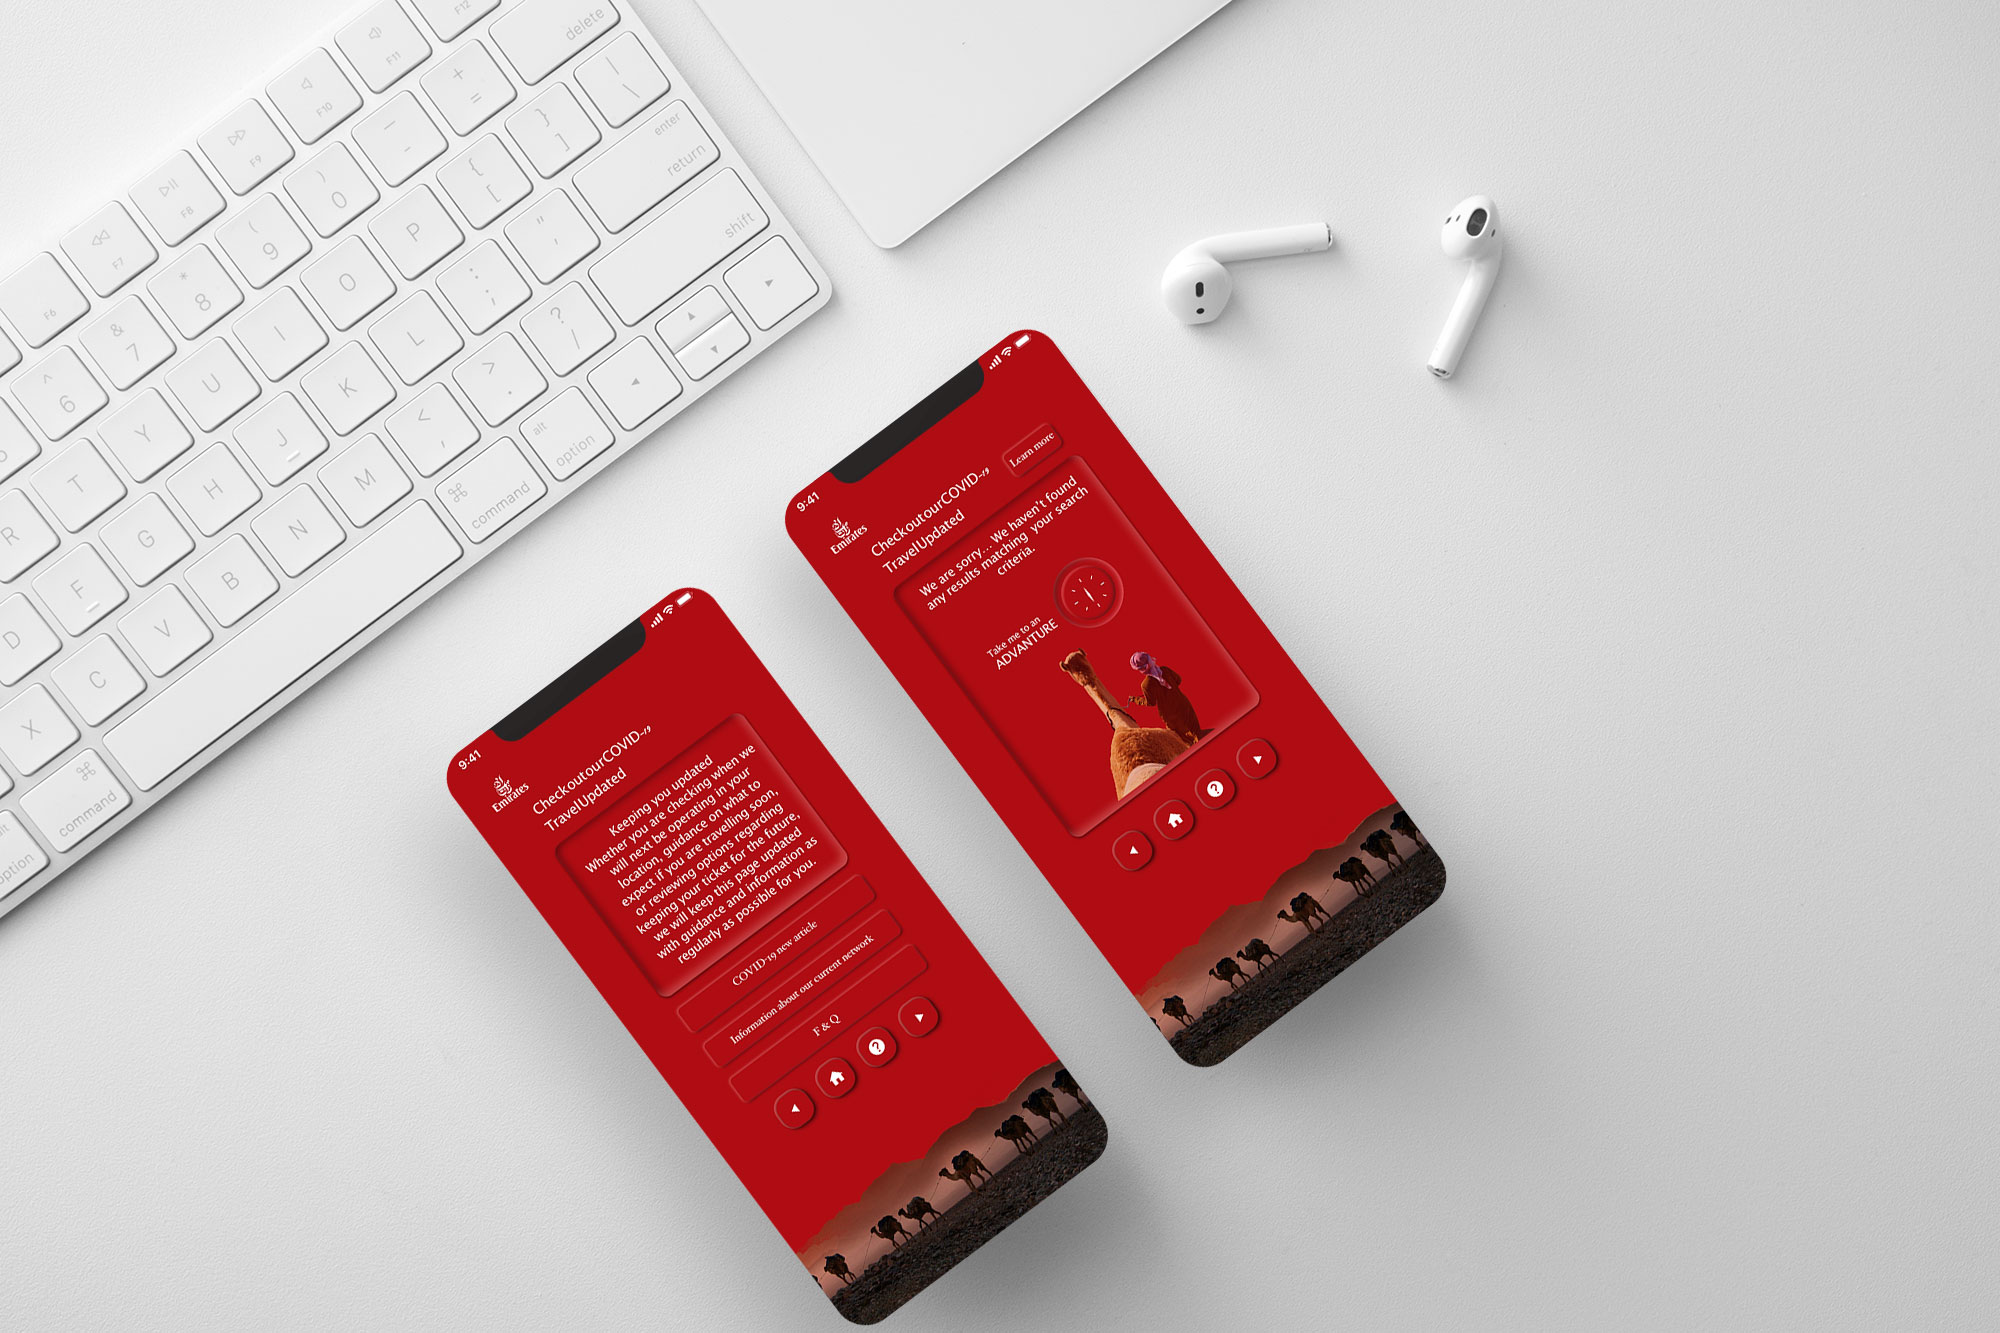 delete
F12
F11
F10
F9
F8
F7
F6
+
=
|
\
enter
return
shift
_
-
}
]
{
[
"
'
)
0
(
9
*
8
&
7
^
6
P
O
I
U
Y
T
R
:
;
L
K
J
H
G
F
D
?
/
>
.
<
,
M
N
B
V
C
X
alt
option
⌘
command
⌘
command
alt
option
9:41
Emirates
CheckoutourCOVID-19
TravelUpdated
Learn more
We are sorry... We haven't found
any results matching your search
criteria.
Take me to an
ADVANTURE
?
9:41
Emirates
CheckoutourCOVID-19
TravelUpdated
Keeping you updated
Whether you are checking when we
will next be operating in your
location, guidance on what to
expect if you are travelling soon,
or reviewing options regarding
keeping your ticket for the future,
we will keep this page updated
with guidance and information as
regularly as possible for you.
COVID-19 new article
Information about our current network
F & Q
?